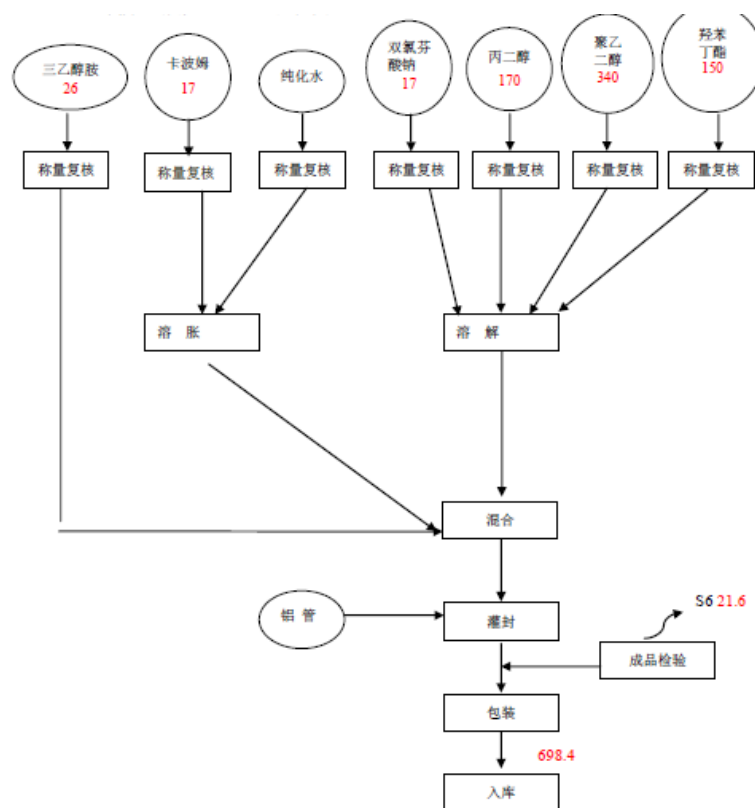 三乙醇胺
26
卡波姆
17
纯化水
双氯芬
酸钠
17
丙二醇
170
聚乙
二醇
340
羟苯
丁酯
150
称量复核
称量复核
称量复核
称量复核
称量复核
称量复核
称量复核
溶 胀
溶 解
混合
铝 管
灌封
S6 21.6
成品检验
包装
698.4
入库